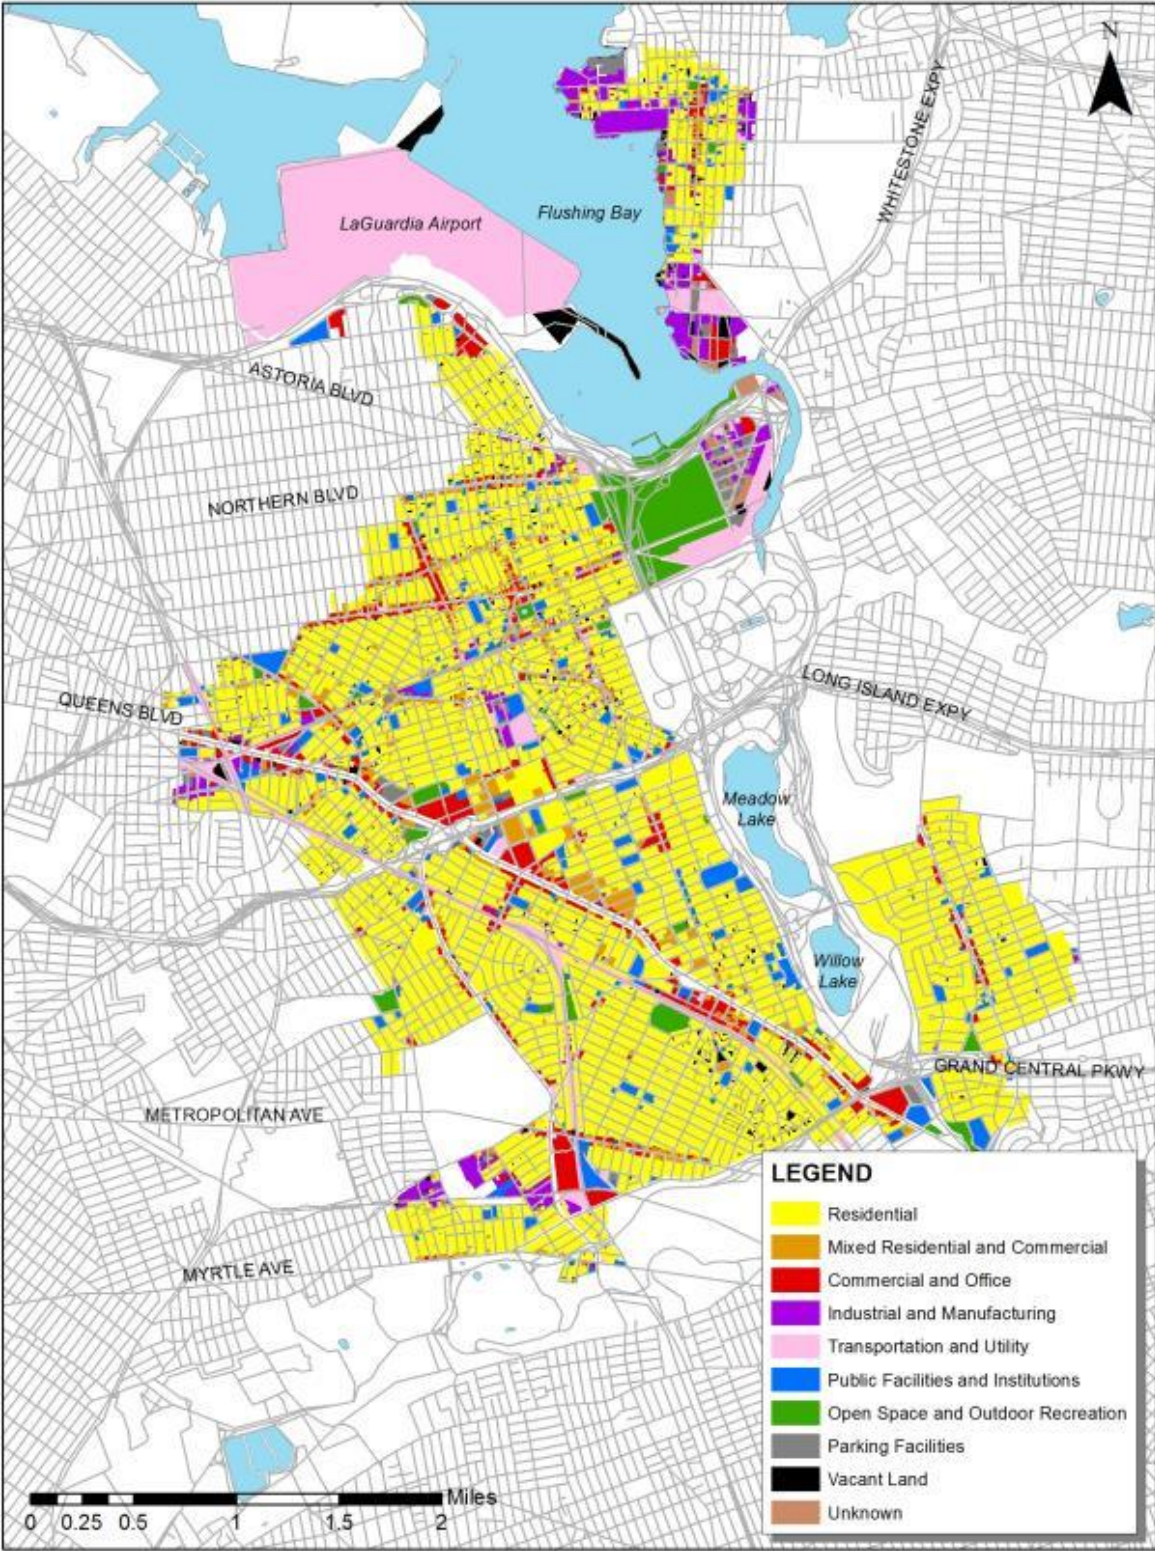 N
WHITESTONE EXPY
LaGuardia Airport
Flushing Bay
ASTORIA BLVD
NORTHERN BLVD
QUEENS BLVD
LONG ISLAND EXPY
Meadow
Lake
Willow
Lake
GRAND CENTRAL PKWY
METROPOLITAN AVE
MYRTLE AVE
LEGEND
Residential
Mixed Residential and Commercial
Commercial and Office
Industrial and Manufacturing
Transportation and Utility
Public Facilities and Institutions
Open Space and Outdoor Recreation
Parking Facilities
Vacant Land
Unknown
Miles
0 0.25 0.5 1 1.5 2